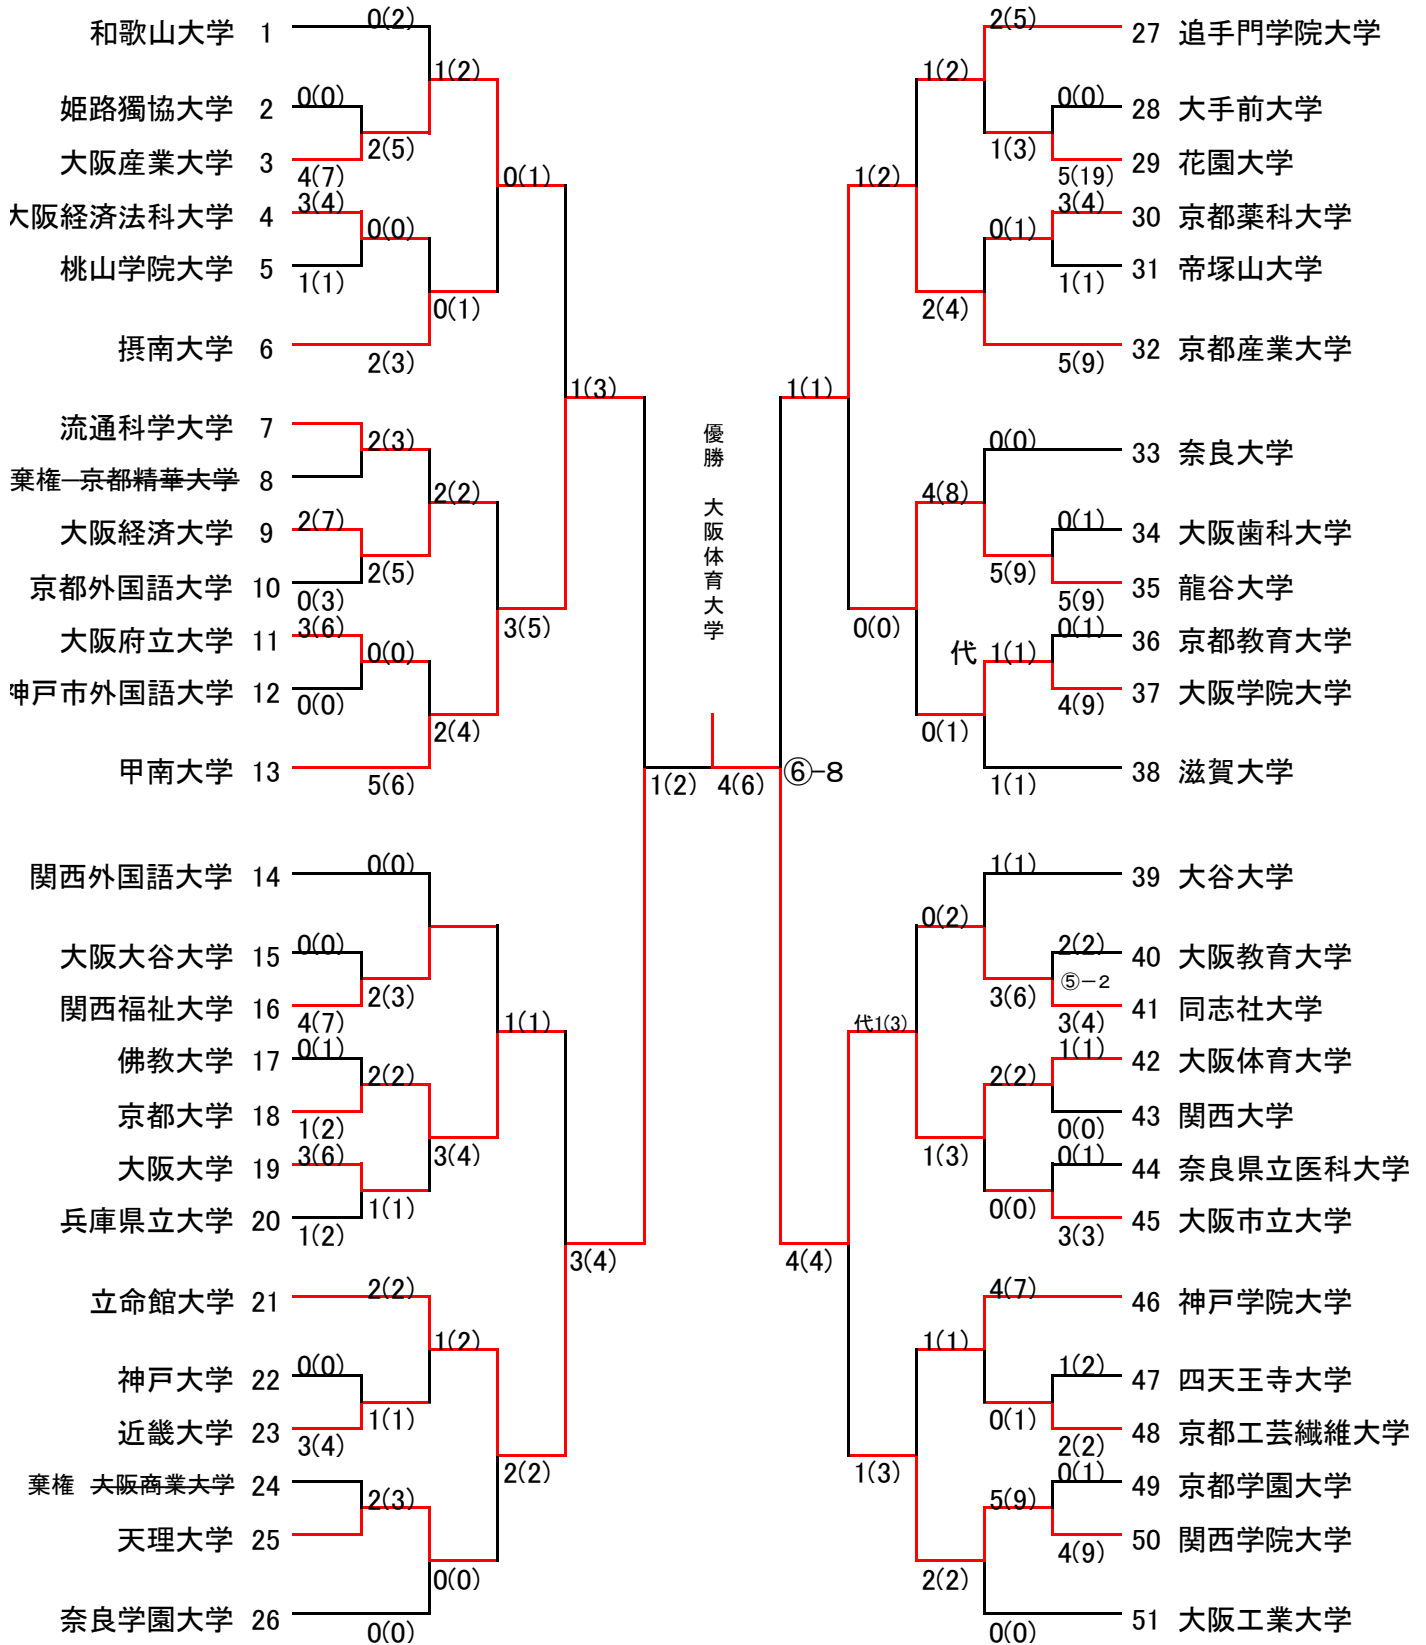 和歌山大学 1
0(2)
1(2)
姫路獨協大学 2
0(0)
2(5)
大阪産業大学 3
4(7)
0(1)
大阪経済法科大学 4
3(4)
0(0)
桃山学院大学 5
1(1)
0(1)
摂南大学 6
2(3)
1(3)
流通科学大学 7
2(3)
棄権 京都精華大学 8
2(2)
大阪経済大学 9
2(7)
2(5)
京都外国語大学 10
0(3)
3(5)
大阪府立大学 11
3(6)
0(0)
神戸市外国語大学 12
0(0)
2(4)
甲南大学 13
5(6)
1(2)
関西外国語大学 14
0(0)
大阪大谷大学 15
0(0)
2(3)
関西福祉大学 16
4(7)
1(1)
佛教大学 17
0(1)
2(2)
京都大学 18
1(2)
3(4)
大阪大学 19
3(6)
1(1)
兵庫県立大学 20
1(2)
3(4)
立命館大学 21
2(2)
1(2)
神戸大学 22
0(0)
1(1)
近畿大学 23
3(4)
2(2)
棄権 大阪商業大学 24
2(3)
天理大学 25
0(0)
奈良学園大学 26
0(0)
優勝 大阪体育大学
4(6)
⑥-8
2(5)
27 追手門学院大学
1(2)
0(0)
28 大手前大学
1(3)
29 花園大学
5(19)
1(2)
3(4)
30 京都薬科大学
0(1)
31 帝塚山大学
1(1)
2(4)
32 京都産業大学
5(9)
1(1)
0(0)
33 奈良大学
4(8)
0(1)
34 大阪歯科大学
5(9)
35 龍谷大学
5(9)
0(0)
0(1)
36 京都教育大学
代 1(1)
37 大阪学院大学
4(9)
0(1)
38 滋賀大学
1(1)
1(1)
39 大谷大学
0(2)
2(2)
40 大阪教育大学
⑤-2
3(6)
41 同志社大学
3(4)
代1(3)
1(1)
42 大阪体育大学
2(2)
43 関西大学
0(0)
1(3)
0(1)
44 奈良県立医科大学
0(0)
45 大阪市立大学
3(3)
4(4)
4(7)
46 神戸学院大学
1(1)
1(2)
47 四天王寺大学
0(1)
48 京都工芸繊維大学
2(2)
1(3)
0(1)
49 京都学園大学
5(9)
50 関西学院大学
4(9)
2(2)
51 大阪工業大学
0(0)